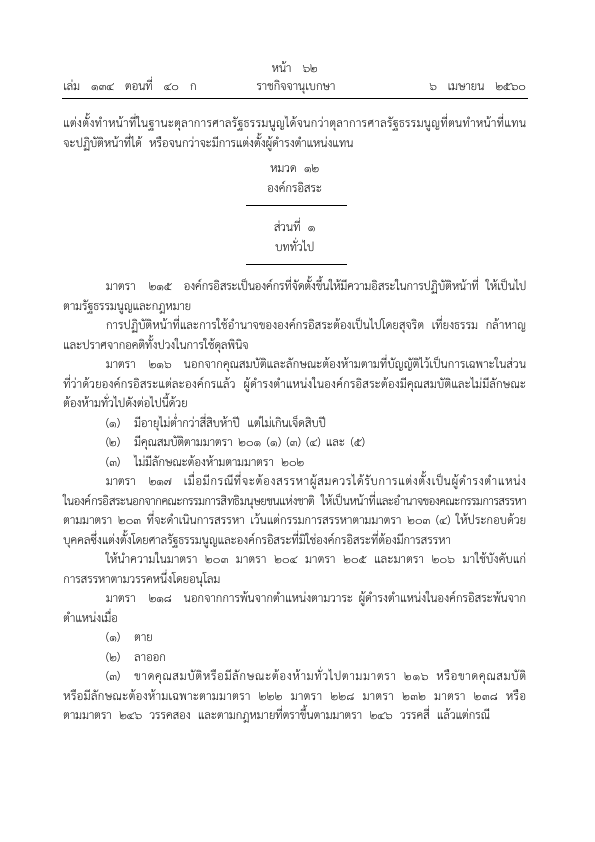 หน้า ๖๒
เล่ม ๑๓๔ ตอนที่ ๔๐ ก ราชกิจจานุเบกษา ๖ เมษายน ๒๕๖๐
แต่งตั้งทำหน้าที่ในฐานะตุลาการศาลรัฐธรรมนูญได้จนกว่าตุลาการศาลรัฐธรรมนูญที่ตนทำหน้าที่แทน
จะปฏิบัติหน้าที่ได้ หรือจนกว่าจะมีการแต่งตั้งผู้ดำรงตำแหน่งแทน
หมวด ๑๒
องค์กรอิสระ
ส่วนที่ ๑
บททั่วไป
มาตรา ๒๑๕ องค์กรอิสระเป็นองค์กรที่จัดตั้งขึ้นให้มีความอิสระในการปฏิบัติหน้าที่ ให้เป็นไป
ตามรัฐธรรมนูญและกฎหมาย
การปฏิบัติหน้าที่และการใช้อำนาจขององค์กรอิสระต้องเป็นไปโดยสุจริต เที่ยงธรรม กล้าหาญ
และปราศจากอคติทั้งปวงในการใช้ดุลพินิจ
มาตรา ๒๑๖ นอกจากคุณสมบัติและลักษณะต้องห้ามตามที่บัญญัติไว้เป็นการเฉพาะในส่วน
ที่ว่าด้วยองค์กรอิสระแต่ละองค์กรแล้ว ผู้ดำรงตำแหน่งในองค์กรอิสระต้องมีคุณสมบัติและไม่มีลักษณะ
ต้องห้ามทั่วไปดังต่อไปนี้ด้วย
(๑) มีอายุไม่ต่ำกว่าสี่สิบห้าปี แต่ไม่เกินเจ็ดสิบปี
(๒) มีคุณสมบัติตามมาตรา ๒๐๑ (๑) (๓) (๔) และ (๕)
(๓) ไม่มีลักษณะต้องห้ามตามมาตรา ๒๐๒
มาตรา ๒๑๗ เมื่อมีกรณีที่จะต้องสรรหาผู้สมควรได้รับการแต่งตั้งเป็นผู้ดำรงตำแหน่ง
ในองค์กรอิสระนอกจากคณะกรรมการสิทธิมนุษยชนแห่งชาติ ให้เป็นหน้าที่และอำนาจของคณะกรรมการสรรหา
ตามมาตรา ๒๐๓ ที่จะดำเนินการสรรหา เว้นแต่กรรมการสรรหาตามมาตรา ๒๐๓ (๔) ให้ประกอบด้วย
บุคคลซึ่งแต่งตั้งโดยศาลรัฐธรรมนูญและองค์กรอิสระที่มิใช่องค์กรอิสระที่ต้องมีการสรรหา
ให้นำความในมาตรา ๒๐๓ มาตรา ๒๐๔ มาตรา ๒๐๕ และมาตรา ๒๐๖ มาใช้บังคับแก่
การสรรหาตามวรรคหนึ่งโดยอนุโลม
มาตรา ๒๑๘ นอกจากการพ้นจากตำแหน่งตามวาระ ผู้ดำรงตำแหน่งในองค์กรอิสระพ้นจาก
ตำแหน่งเมื่อ
(๑) ตาย
(๒) ลาออก
(๓) ขาดคุณสมบัติหรือมีลักษณะต้องห้ามทั่วไปตามมาตรา ๒๑๖ หรือขาดคุณสมบัติ
หรือมีลักษณะต้องห้ามเฉพาะตามมาตรา ๒๒๒ มาตรา ๒๒๘ มาตรา ๒๓๒ มาตรา ๒๓๘ หรือ
ตามมาตรา ๒๔๖ วรรคสอง และตามกฎหมายที่ตราขึ้นตามมาตรา ๒๔๖ วรรคสี่ แล้วแต่กรณี